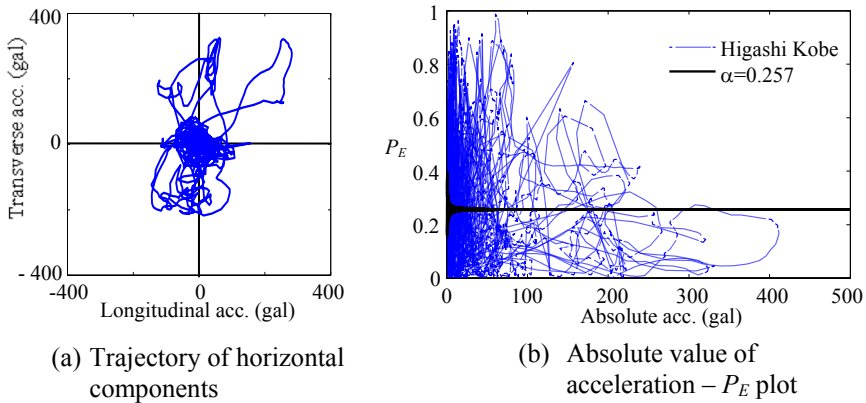 400
0
- 400
Transverse acc. (gal)
-400
0
400
Longitudinal acc. (gal)
(a) Trajectory of horizontal
components
1
0.8
0.6
P_E
0.4
0.2
0
Higashi Kobe
α=0.257
0
100
200
300
400
500
Absolute acc. (gal)
(b) Absolute value of
acceleration – P_E plot